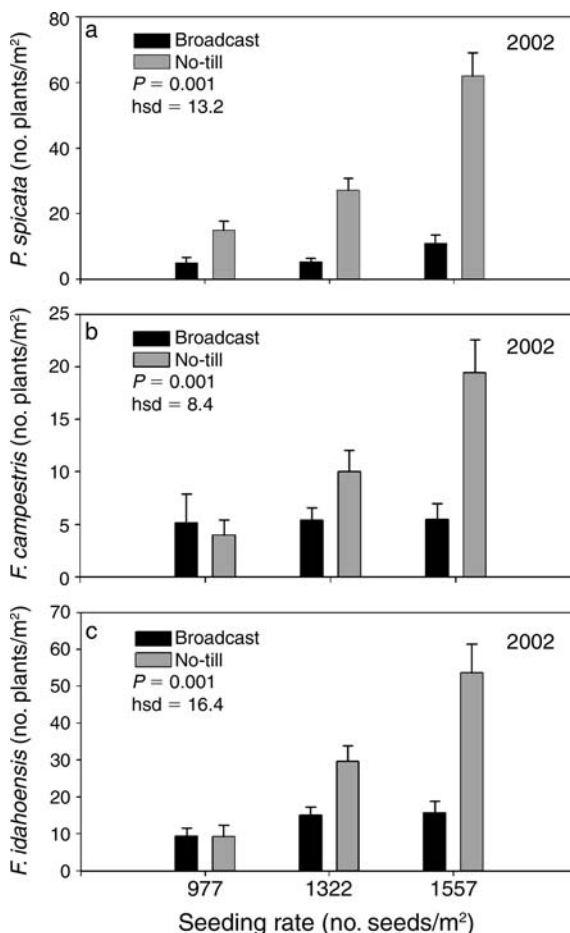 a
Broadcast
No-till
P = 0.001
hsd = 13.2
2002
80
60
40
20
0
P. spicata (no. plants/m²)
b
Broadcast
No-till
P = 0.001
hsd = 8.4
2002
25
20
15
10
5
0
F. campestris (no. plants/m²)
c
Broadcast
No-till
P = 0.001
hsd = 16.4
2002
70
60
50
40
30
20
10
0
F. idahoensis (no. plants/m²)
977 1322 1557
Seeding rate (no. seeds/m²)